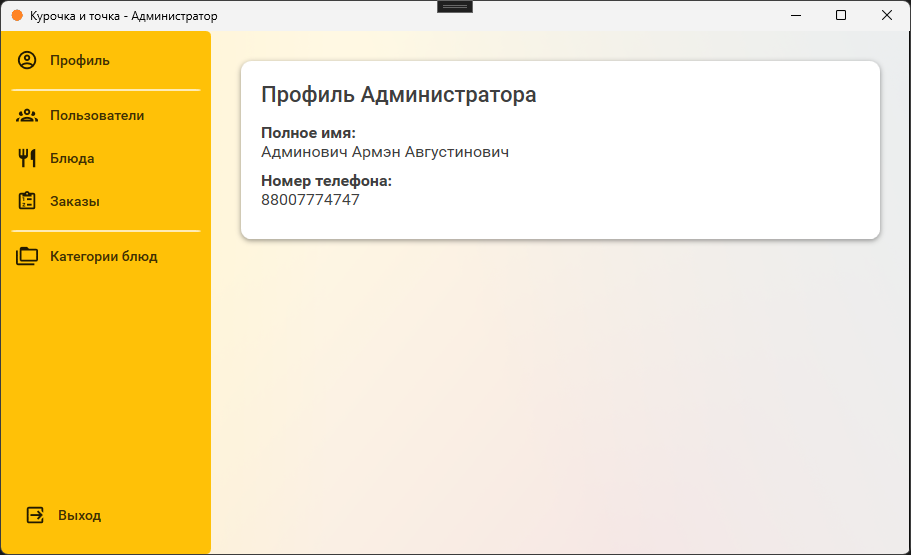 Курочка и точка - Администратор
Профиль
Пользователи
Блюда
Заказы
Категории блюд
Выход
Профиль Администратора
Полное имя:
Админович Армэн Августинович
Номер телефона:
88007774747